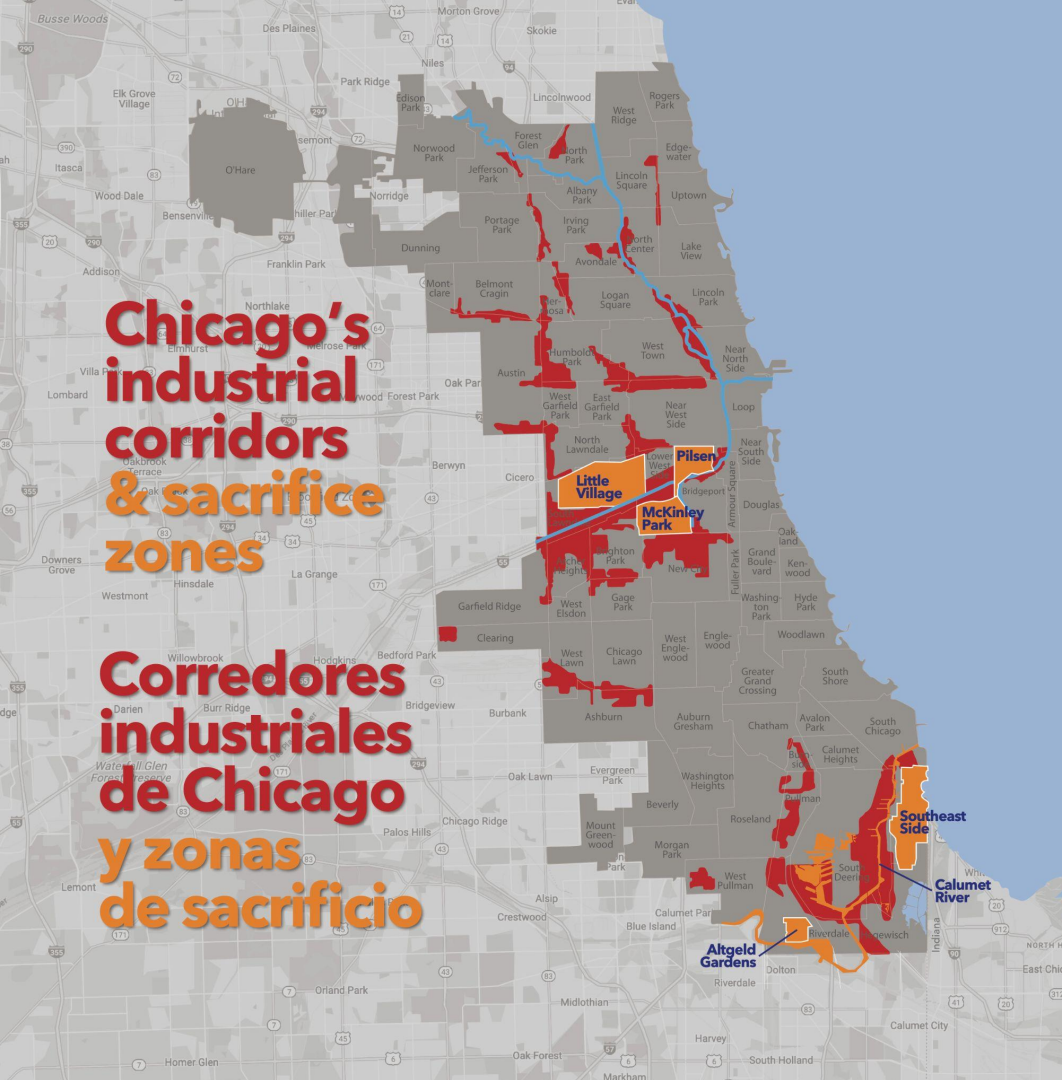 Chicago's
industrial
corridors
& sacrifice
zones
Corredores
industriales
de Chicago
y zonas
de sacrificio
Busse Woods
Des Plaines
Morton Grove
Skokie
Niles
Park Ridge
Lincolnwood
Elk Grove
Village
Itasca
Wood Dale
Norridge
Franklin Park
Addison
Northlake
Elmhurst
Melrose Park
Lombard
Forest Park
Berwyn
Cicero
Downers
Grove
Hinsdale
La Grange
Westmont
Willowbrook
Hodgkins
Bedford Park
Darien
Burr Ridge
Bridgeview
Burbank
Oak Lawn
Evergreen
Park
Chicago Ridge
Palos Hills
Lemont
Alsip
Crestwood
Blue Island
Dolton
Riverdale
Orland Park
Midlothian
Harvey
Calumet City
Homer Glen
Oak Forest
South Holland
Markham
Indiana
O'Hare
Edison
Park
Norwood
Park
Forest
Glen
North
Park
West
Ridge
Rogers
Park
Edge-
water
Jefferson
Park
Lincoln
Square
Albany
Park
Uptown
Portage
Park
Irving
Park
North
Center
Lake
View
Dunning
Avondale
Mont-
clare
Belmont
Cragin
Logan
Square
Lincoln
Park
Humboldt
Park
West
Town
Near
North
Side
Austin
West
Garfield
Park
East
Garfield
Park
Near
West
Side
Loop
North
Lawndale
Near
South
Side
Pilsen
Little
Village
McKinley
Park
Bridgeport
Armour Square
Douglas
Oak-
land
Grand
Boule-
vard
Ken-
wood
Fuller Park
Washing-
ton
Park
Hyde
Park
Garfield Ridge
West
Elsdon
Gage
Park
Clearing
West
Lawn
Chicago
Lawn
West
Engle-
wood
Engle-
wood
Woodlawn
Greater
Grand
Crossing
South
Shore
Ashburn
Auburn
Gresham
Chatham
Avalon
Park
South
Chicago
Calumet
Heights
Washington
Heights
Beverly
Roseland
Pullman
Mount
Green-
wood
Morgan
Park
West
Pullman
Southeast
Side
Calumet
River
Altgeld
Gardens
Riverdale